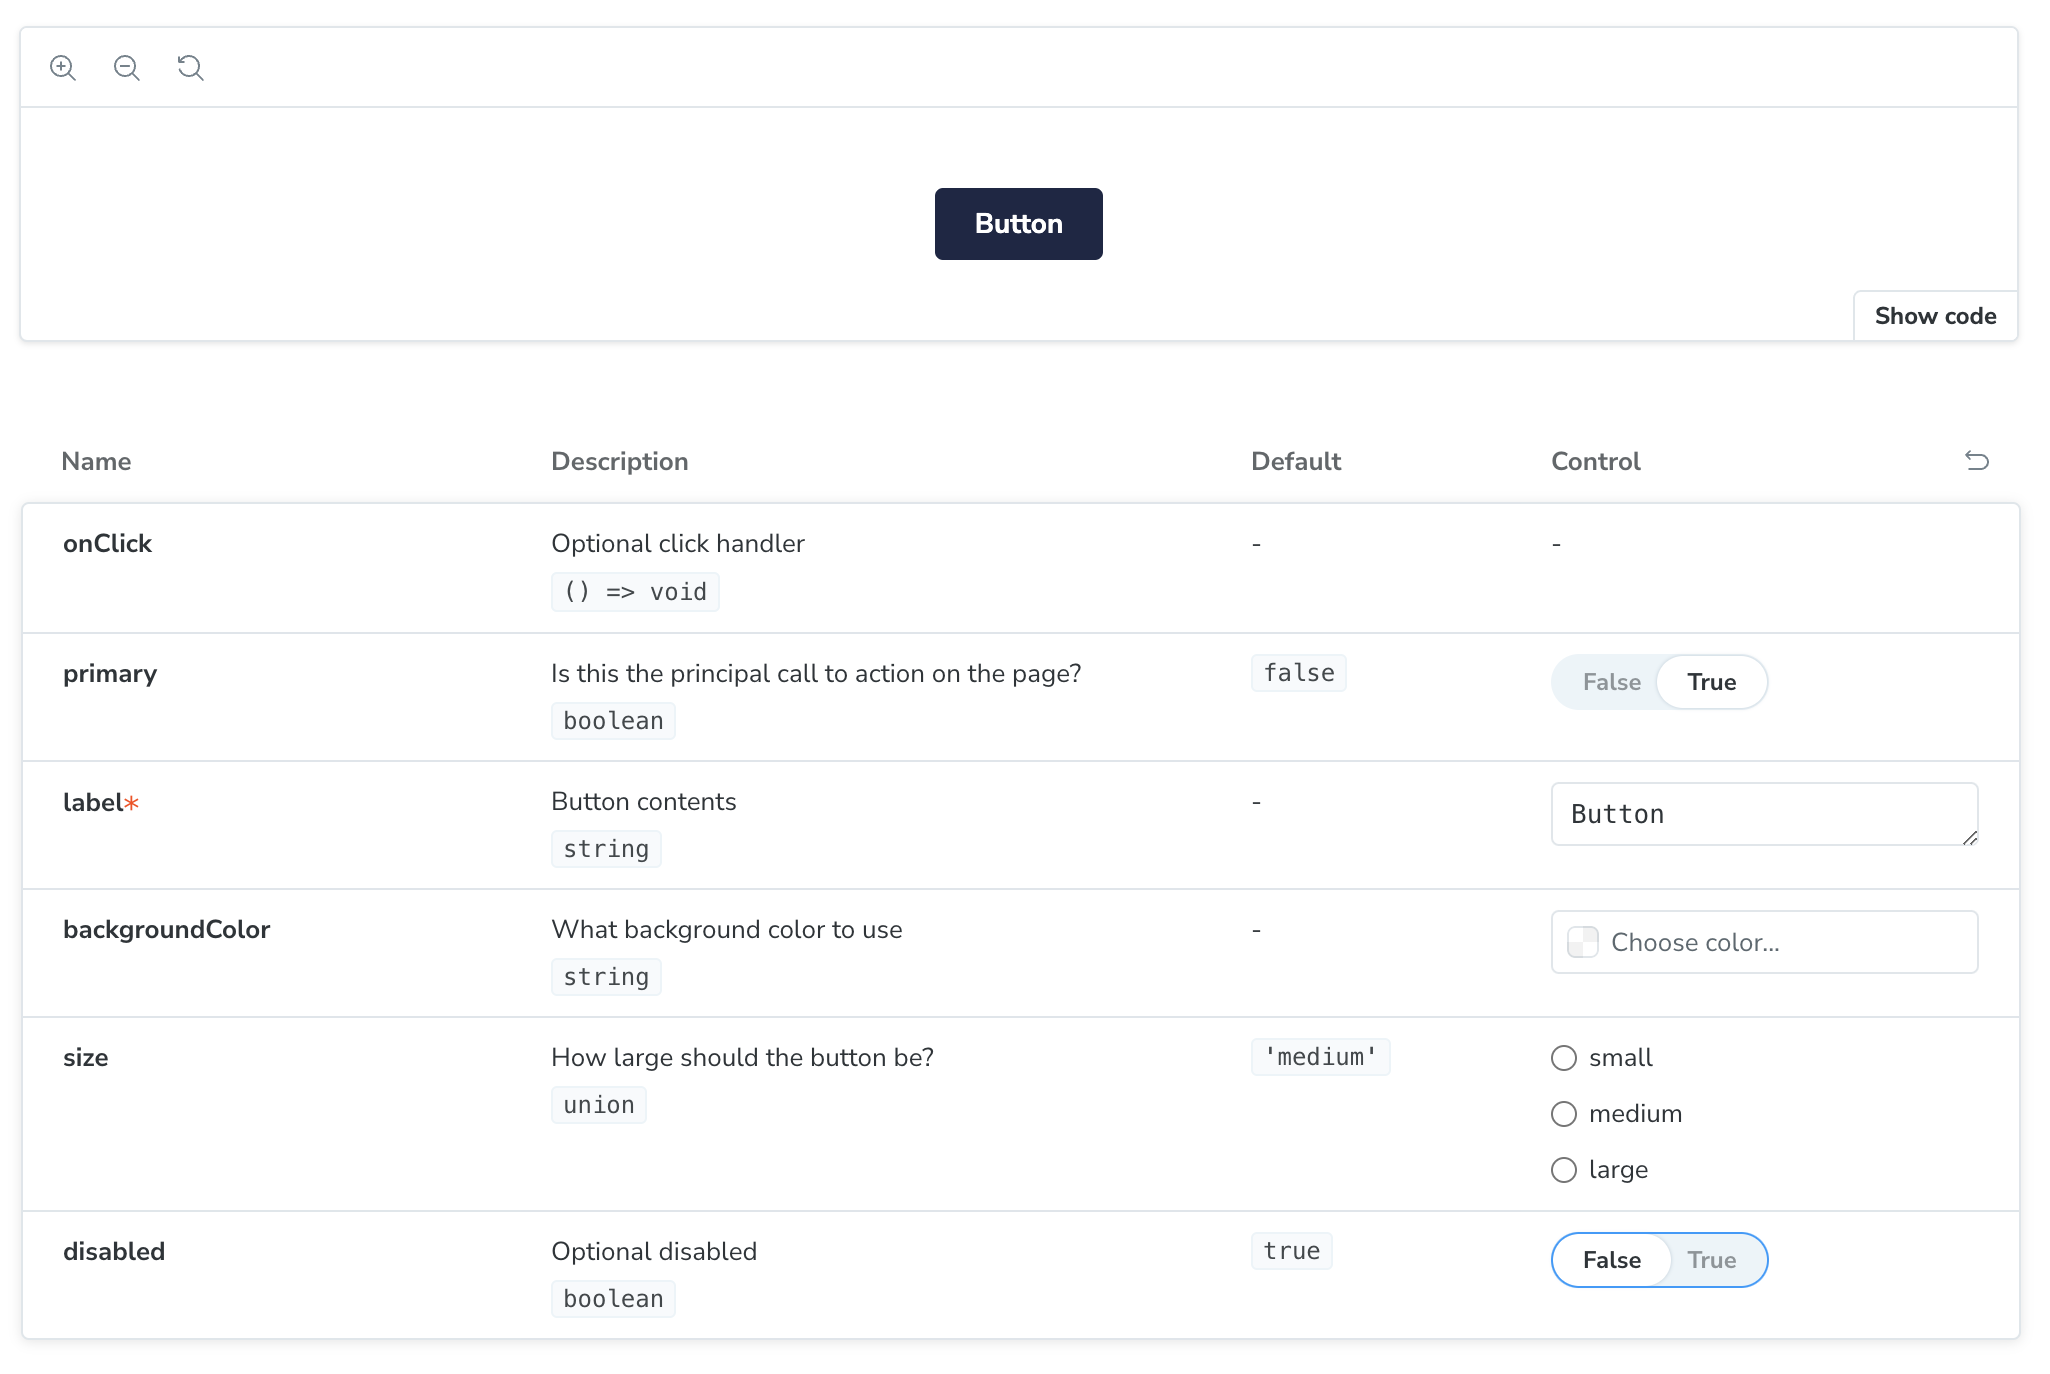 Button
Show code
Name Description Default Control
onClick Optional click handler - -
() => void
primary Is this the principal call to action on the page? false False True
boolean
label* Button contents - Button
string
backgroundColor What background color to use - Choose color...
string
size How large should the button be? 'medium' small
union
medium
large
disabled Optional disabled true False True
boolean